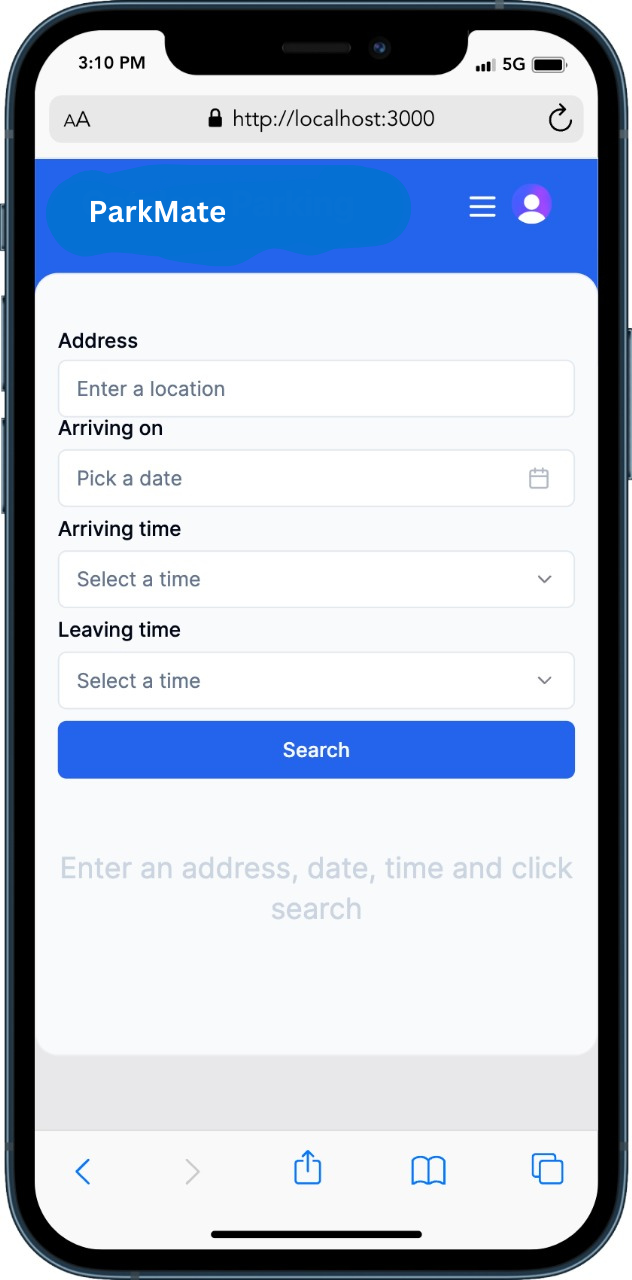 3:10 PM
5G
AA
http://localhost:3000
ParkMate
Address
Enter a location
Arriving on
Pick a date
Arriving time
Select a time
Leaving time
Select a time
Search
Enter an address, date, time and click
search